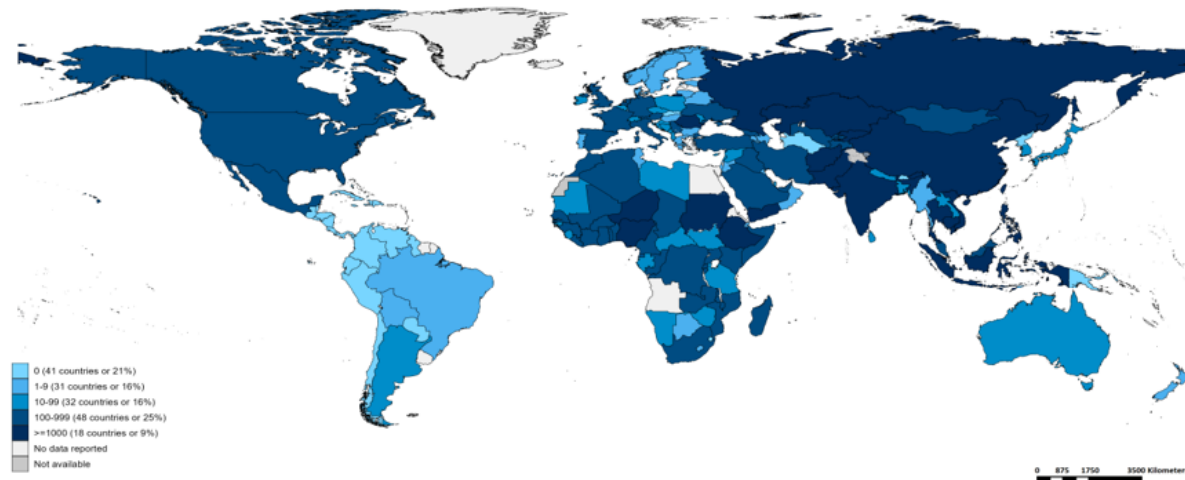 0 (41 countries or 21%)
1-9 (31 countries or 16%)
10-99 (32 countries or 16%)
100-999 (48 countries or 25%)
>=1000 (18 countries or 9%)
No data reported
Not available
0 875 1750 3500 Kilometer